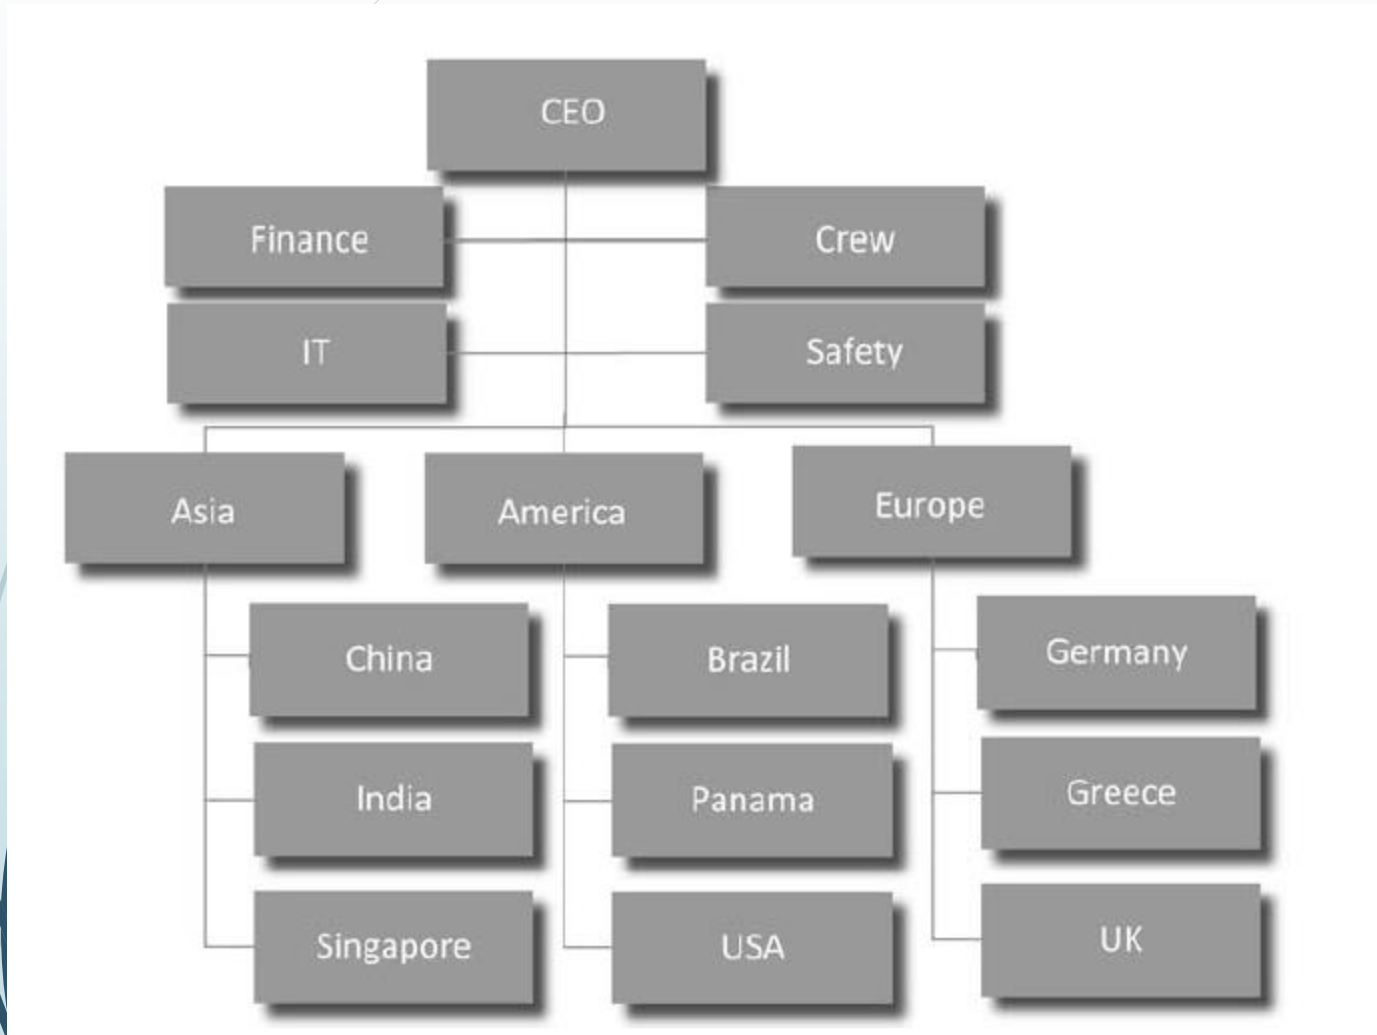 CEO
Finance
Crew
IT
Safety
Asia
America
Europe
China
Brazil
Germany
India
Panama
Greece
Singapore
USA
UK